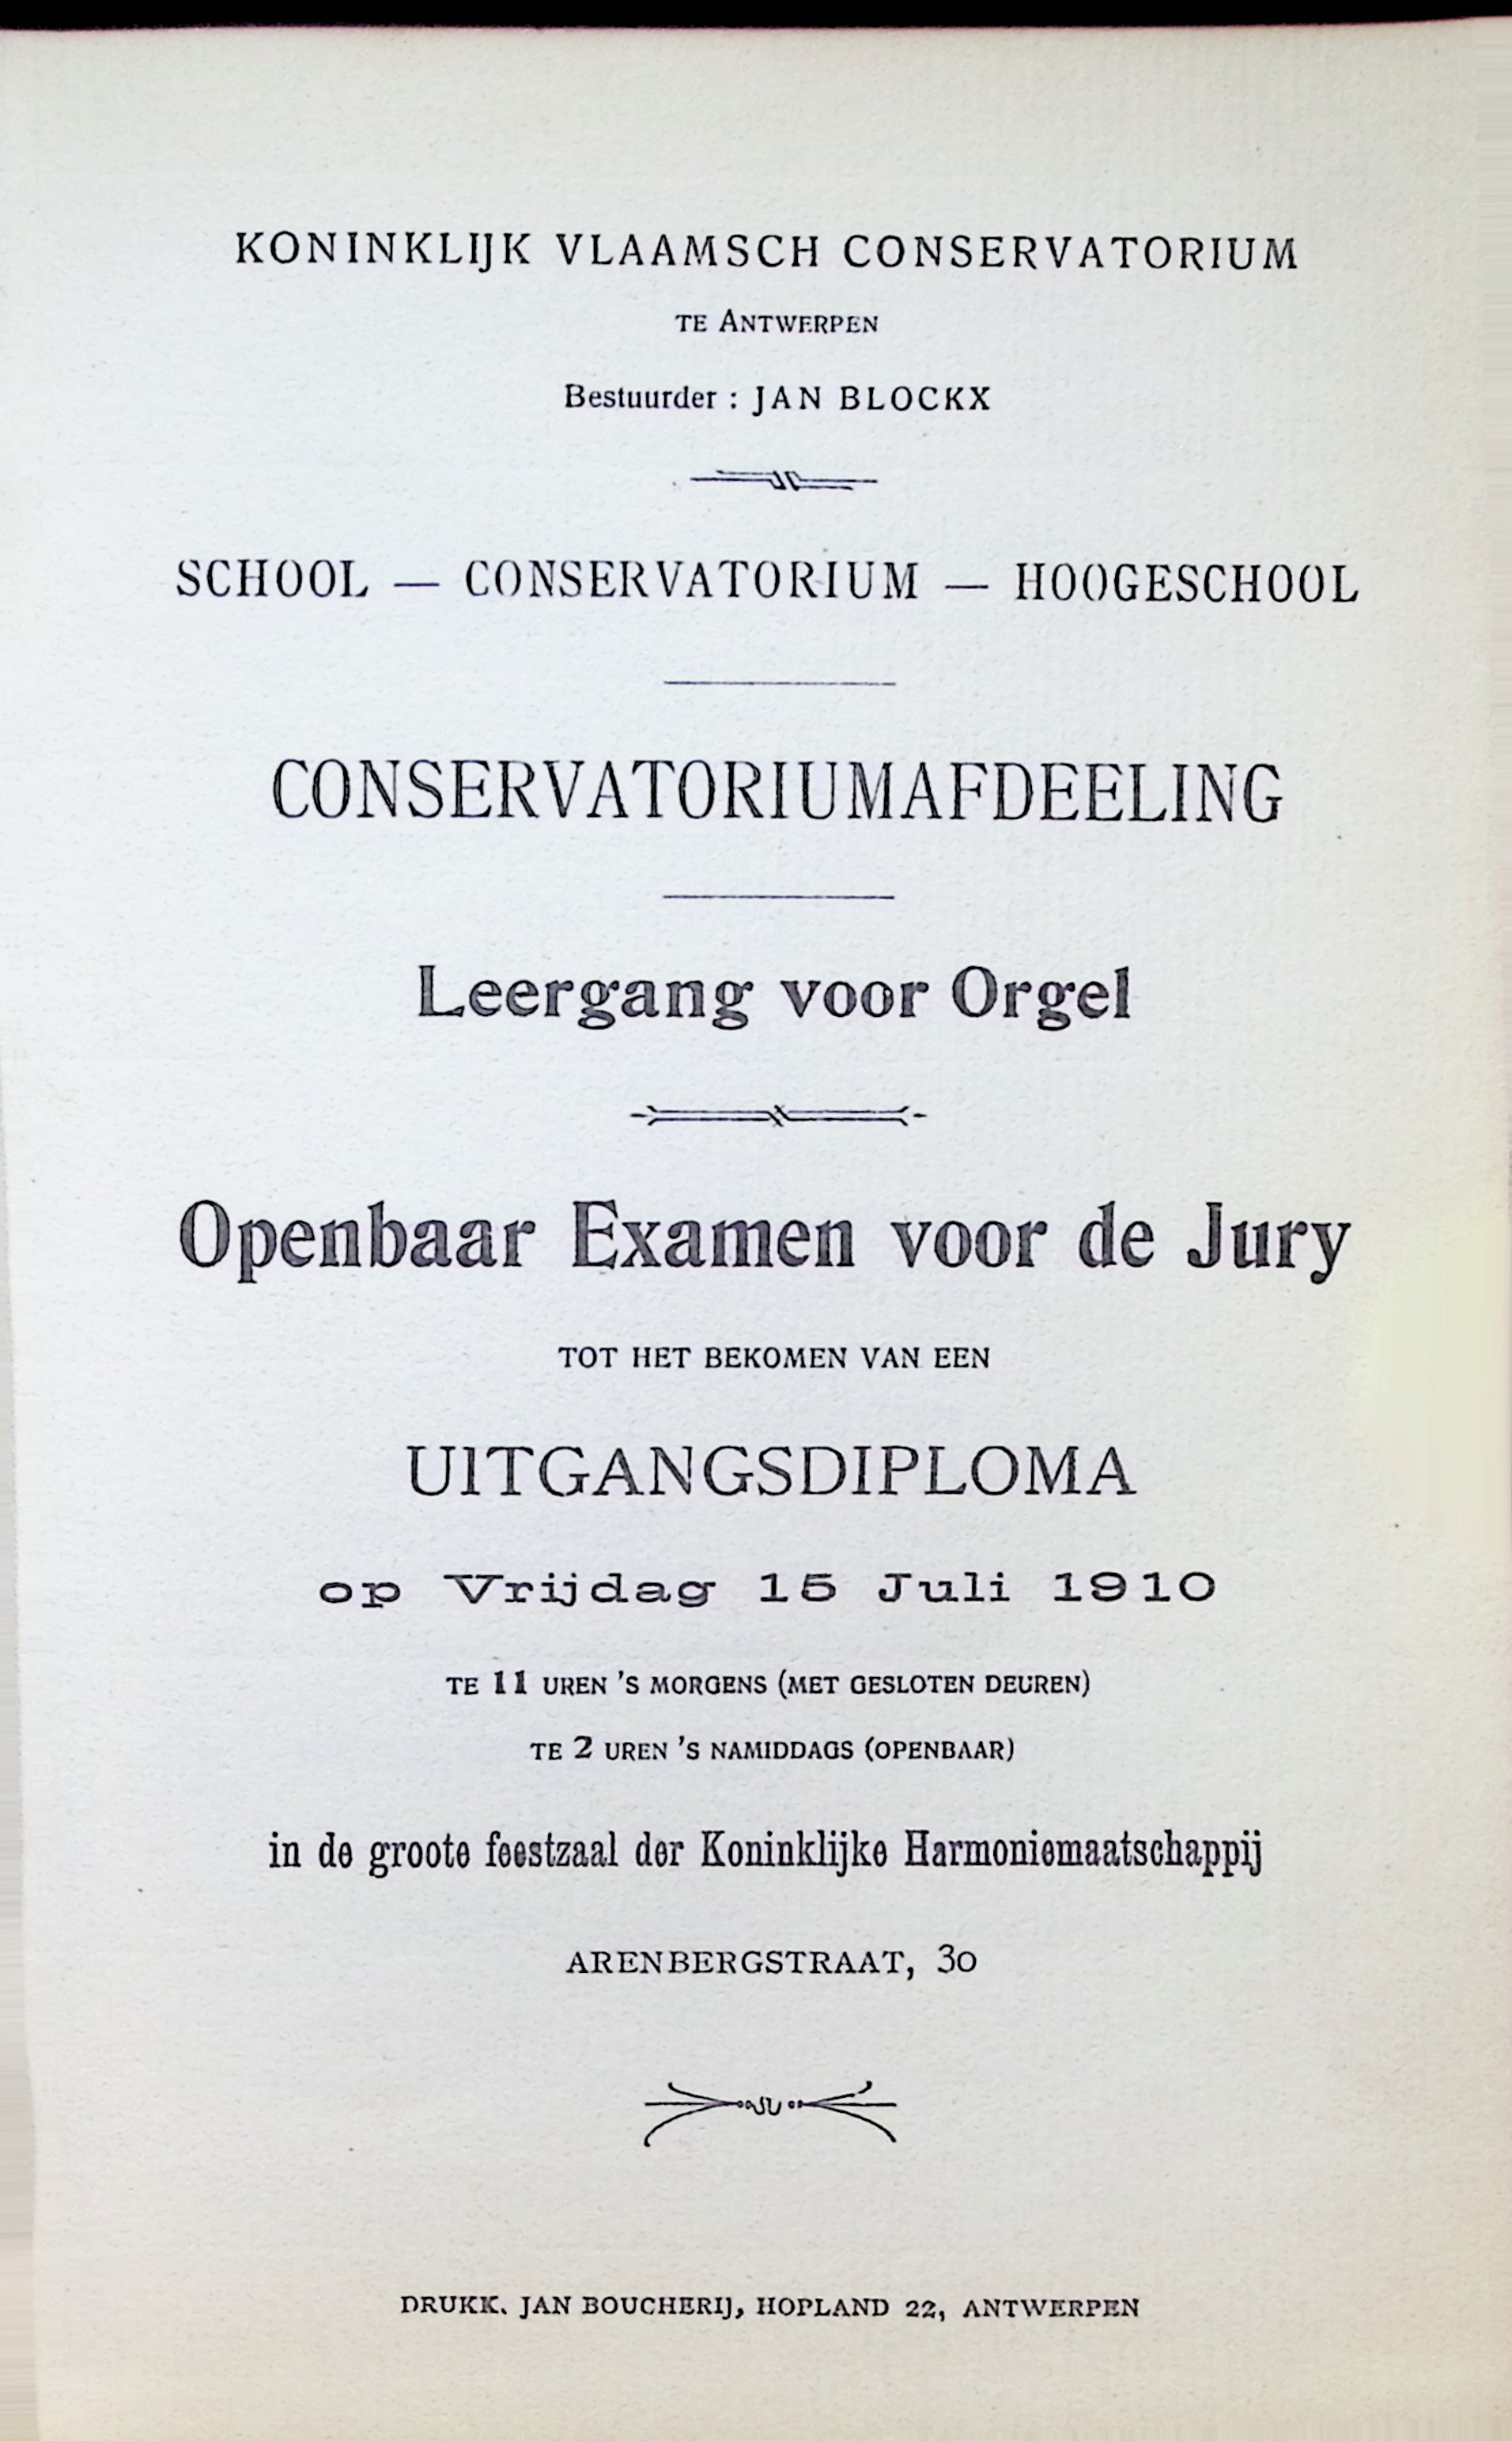 KONINKLIJK VLAAMSCH CONSERVATORIUM
TE ANTWERPEN
Bestuurder : JAN BLOCKX
SCHOOL — CONSERVATORIUM — HOOGESCHOOL
CONSERVATORIUMAFDEELING
Leergang voor Orgel
Openbaar Examen voor de Jury
TOT HET BEKOMEN VAN EEN
UITGANGSDIPLOMA
op Vrijdag 15 Juli 1910
TE 11 UREN 'S MORGENS (MET GESLOTEN DEUREN)
TE 2 UREN 'S NAMIDDAGS (OPENBAAR)
in de groote feestzaal der Koninklijke Harmoniemaatschappij
ARENBERGSTRAAT, 30
DRUKK. JAN BOUCHERIJ, HOPLAND 22, ANTWERPEN